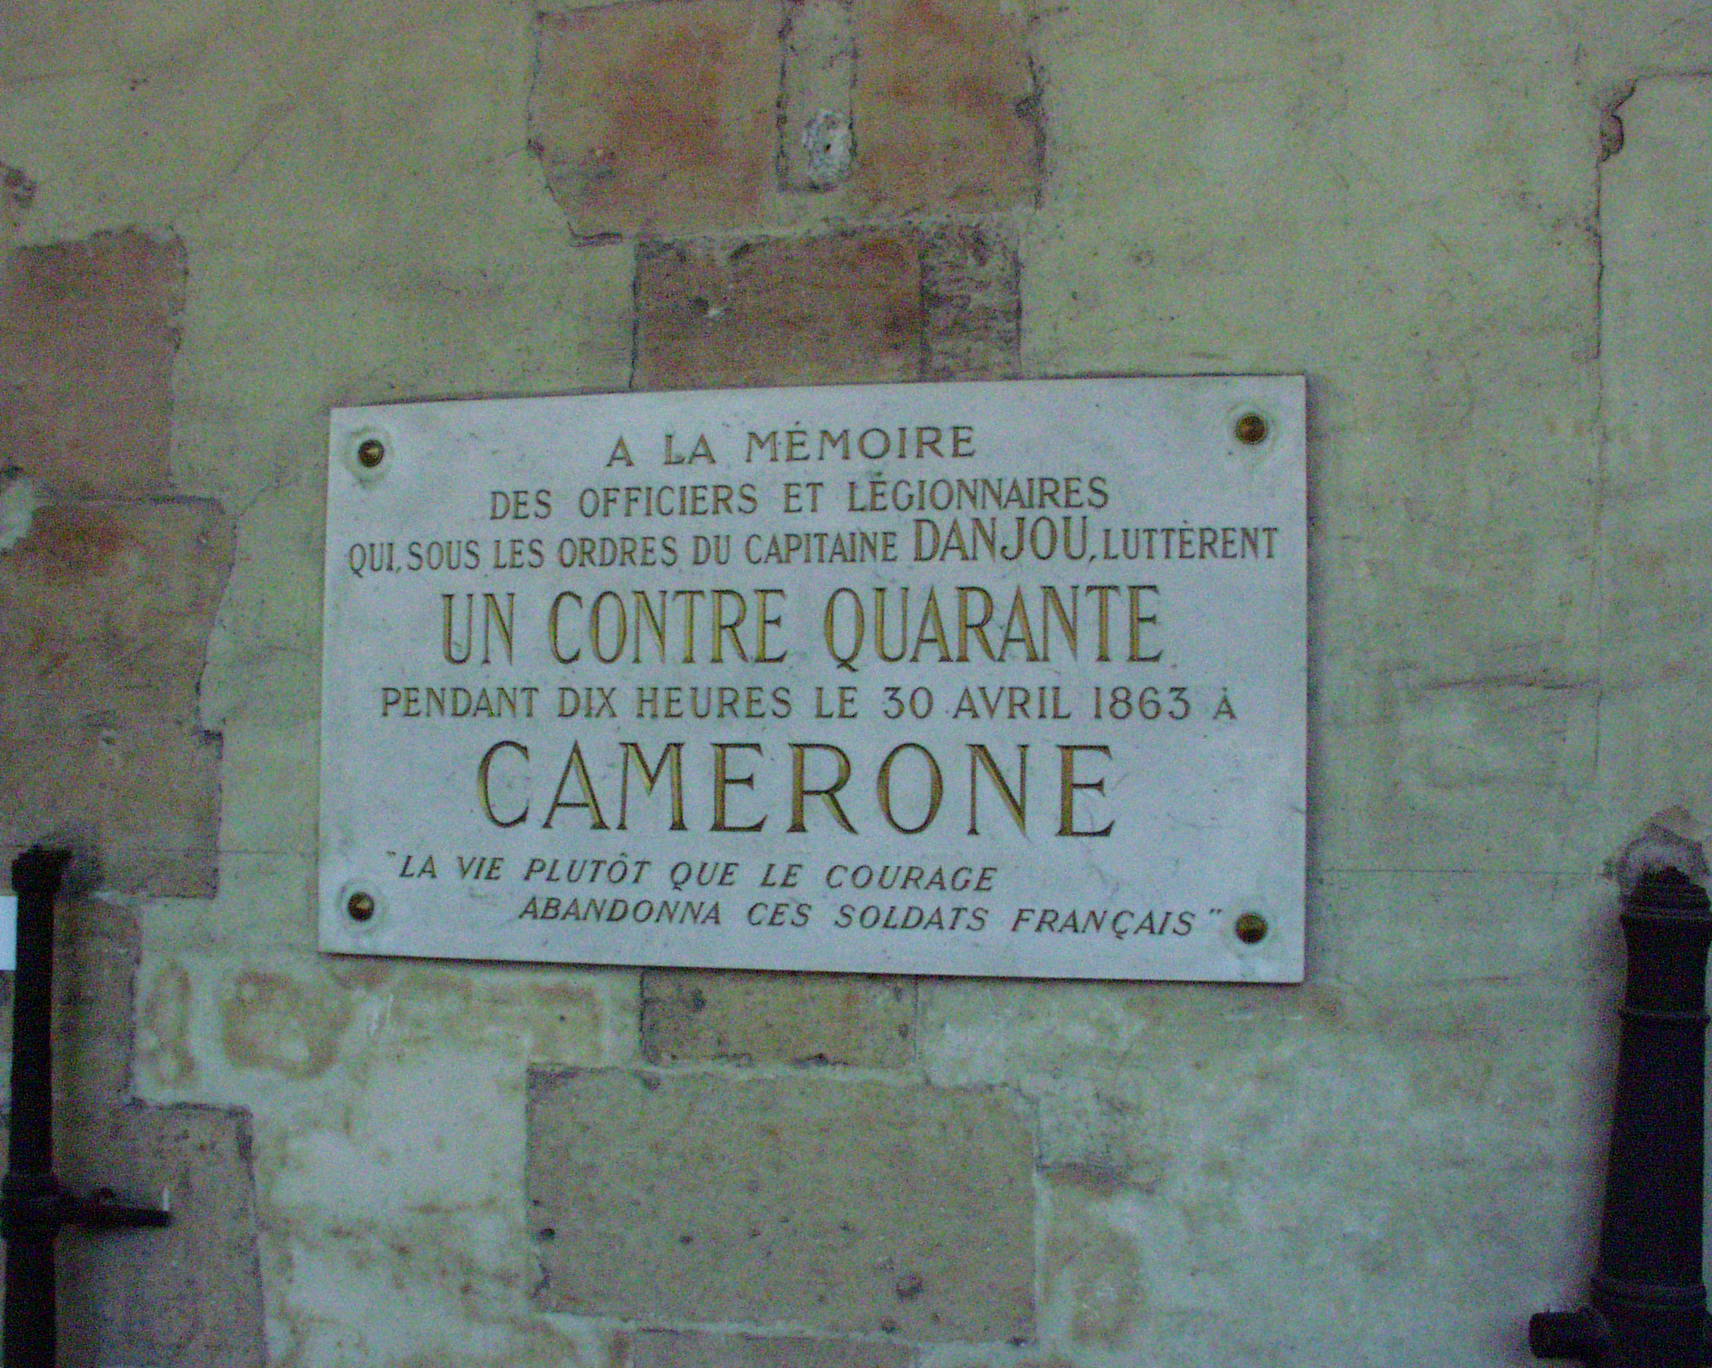 A LA MÉMOIRE
DES OFFICIERS ET LÉGIONNAIRES
QUI, SOUS LES ORDRES DU CAPITAINE DANJOU, LUTTÈRENT
UN CONTRE QUARANTE
PENDANT DIX HEURES LE 30 AVRIL 1863 À
CAMERONE
"LA VIE PLUTÔT QUE LE COURAGE
ABANDONNA CES SOLDATS FRANÇAIS"